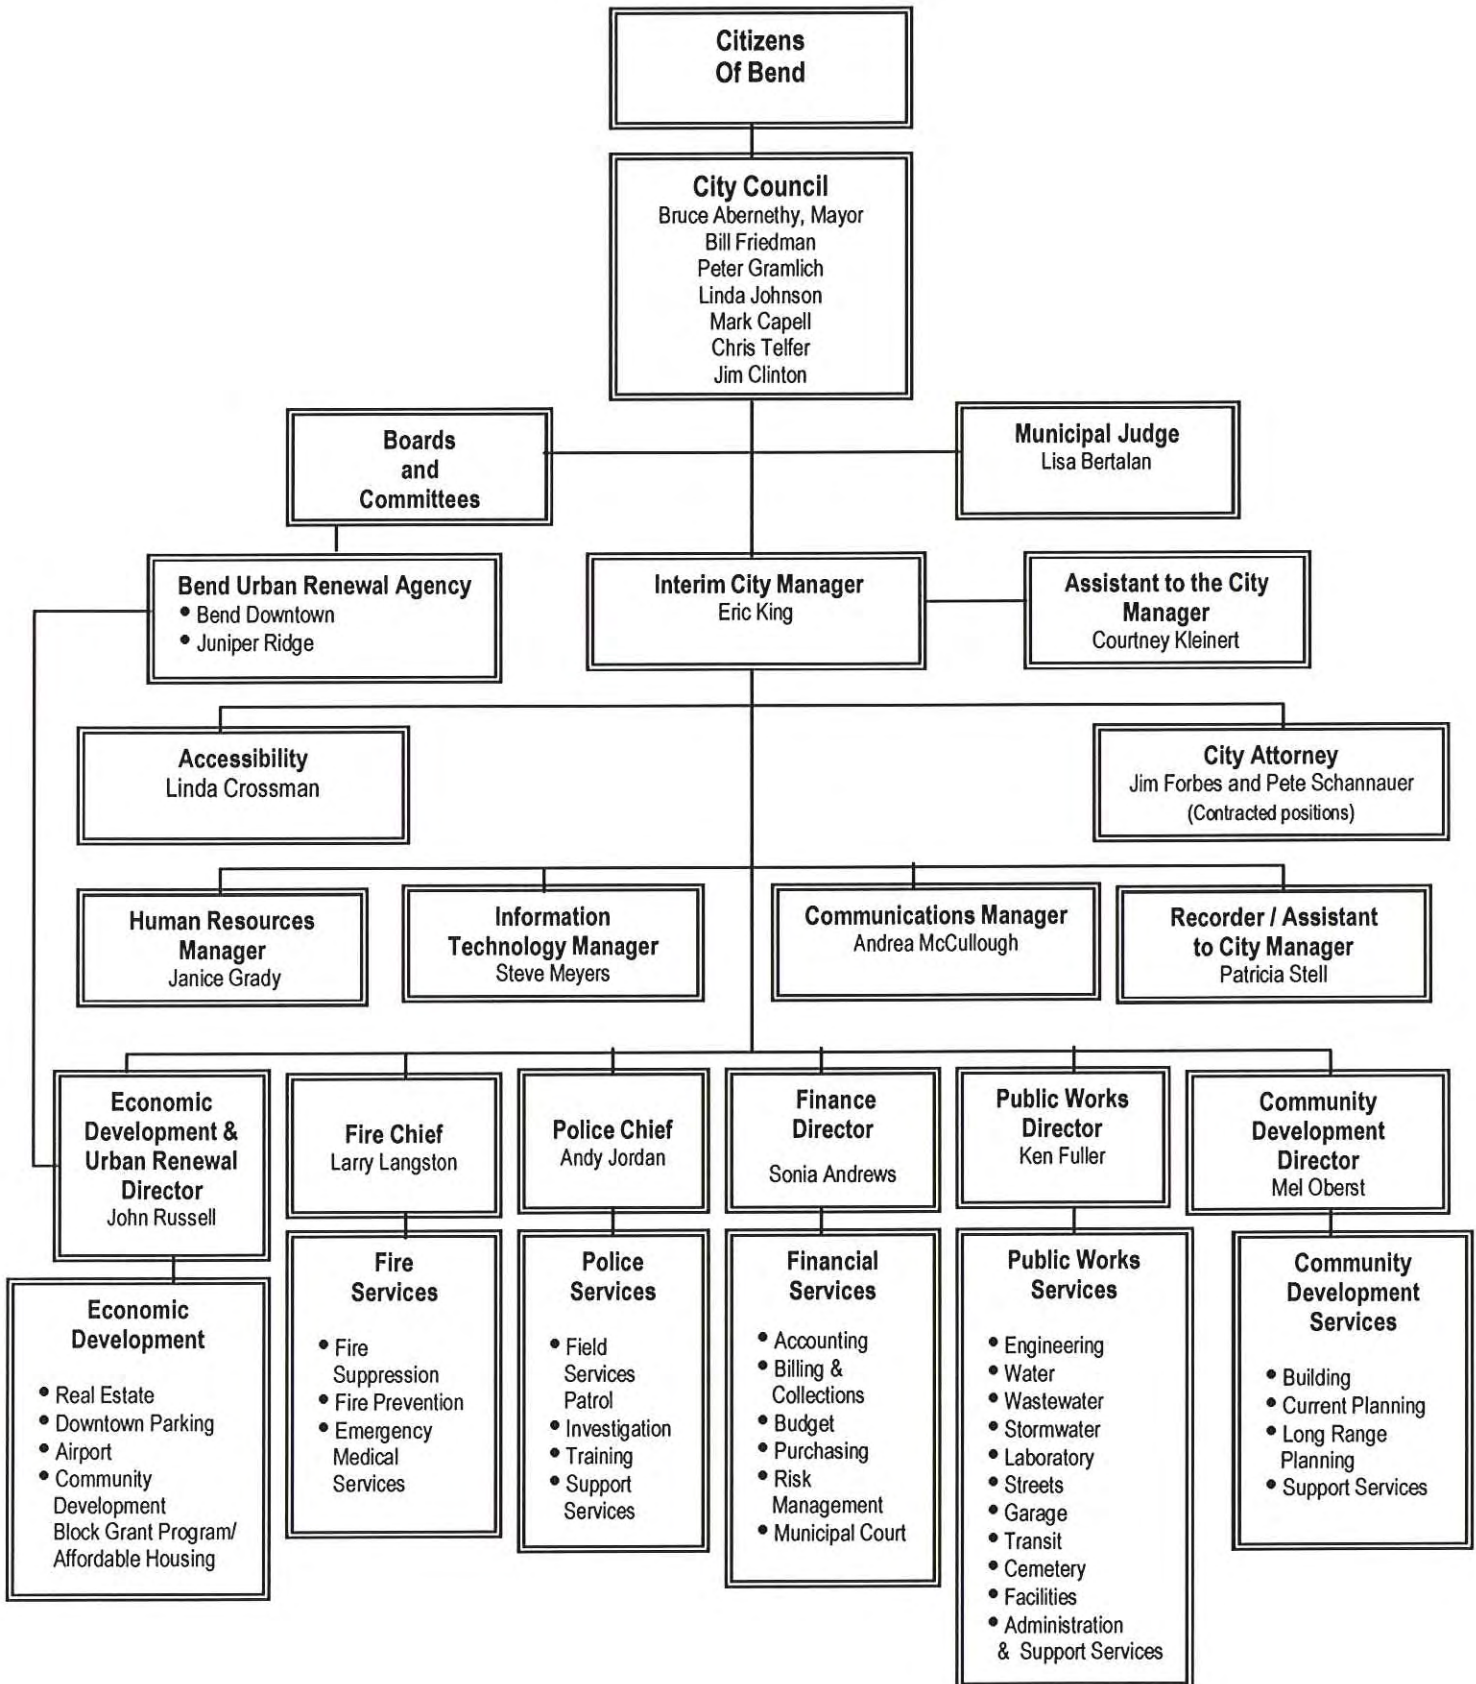 Citizens
Of Bend
City Council
Bruce Abernethy, Mayor
Bill Friedman
Peter Gramlich
Linda Johnson
Mark Capell
Chris Telfer
Jim Clinton
Boards
and
Committees
Municipal Judge
Lisa Bertalan
Bend Urban Renewal Agency
• Bend Downtown
• Juniper Ridge
Interim City Manager
Eric King
Assistant to the City
Manager
Courtney Kleinert
Accessibility
Linda Crossman
City Attorney
Jim Forbes and Pete Schannauer
(Contracted positions)
Human Resources
Manager
Janice Grady
Information
Technology Manager
Steve Meyers
Communications Manager
Andrea McCullough
Recorder / Assistant
to City Manager
Patricia Stell
Economic
Development &
Urban Renewal
Director
John Russell
Fire Chief
Larry Langston
Police Chief
Andy Jordan
Finance
Director
Sonia Andrews
Public Works
Director
Ken Fuller
Community
Development
Director
Mel Oberst
Economic
Development
• Real Estate
• Downtown Parking
• Airport
• Community
Development
Block Grant Program/
Affordable Housing
Fire
Services
• Fire
Suppression
• Fire Prevention
• Emergency
Medical
Services
Police
Services
• Field
Services
Patrol
• Investigation
• Training
• Support
Services
Financial
Services
• Accounting
• Billing &
Collections
• Budget
• Purchasing
• Risk
Management
• Municipal Court
Public Works
Services
• Engineering
• Water
• Wastewater
• Stormwater
• Laboratory
• Streets
• Garage
• Transit
• Cemetery
• Facilities
• Administration
& Support Services
Community
Development
Services
• Building
• Current Planning
• Long Range
Planning
• Support Services